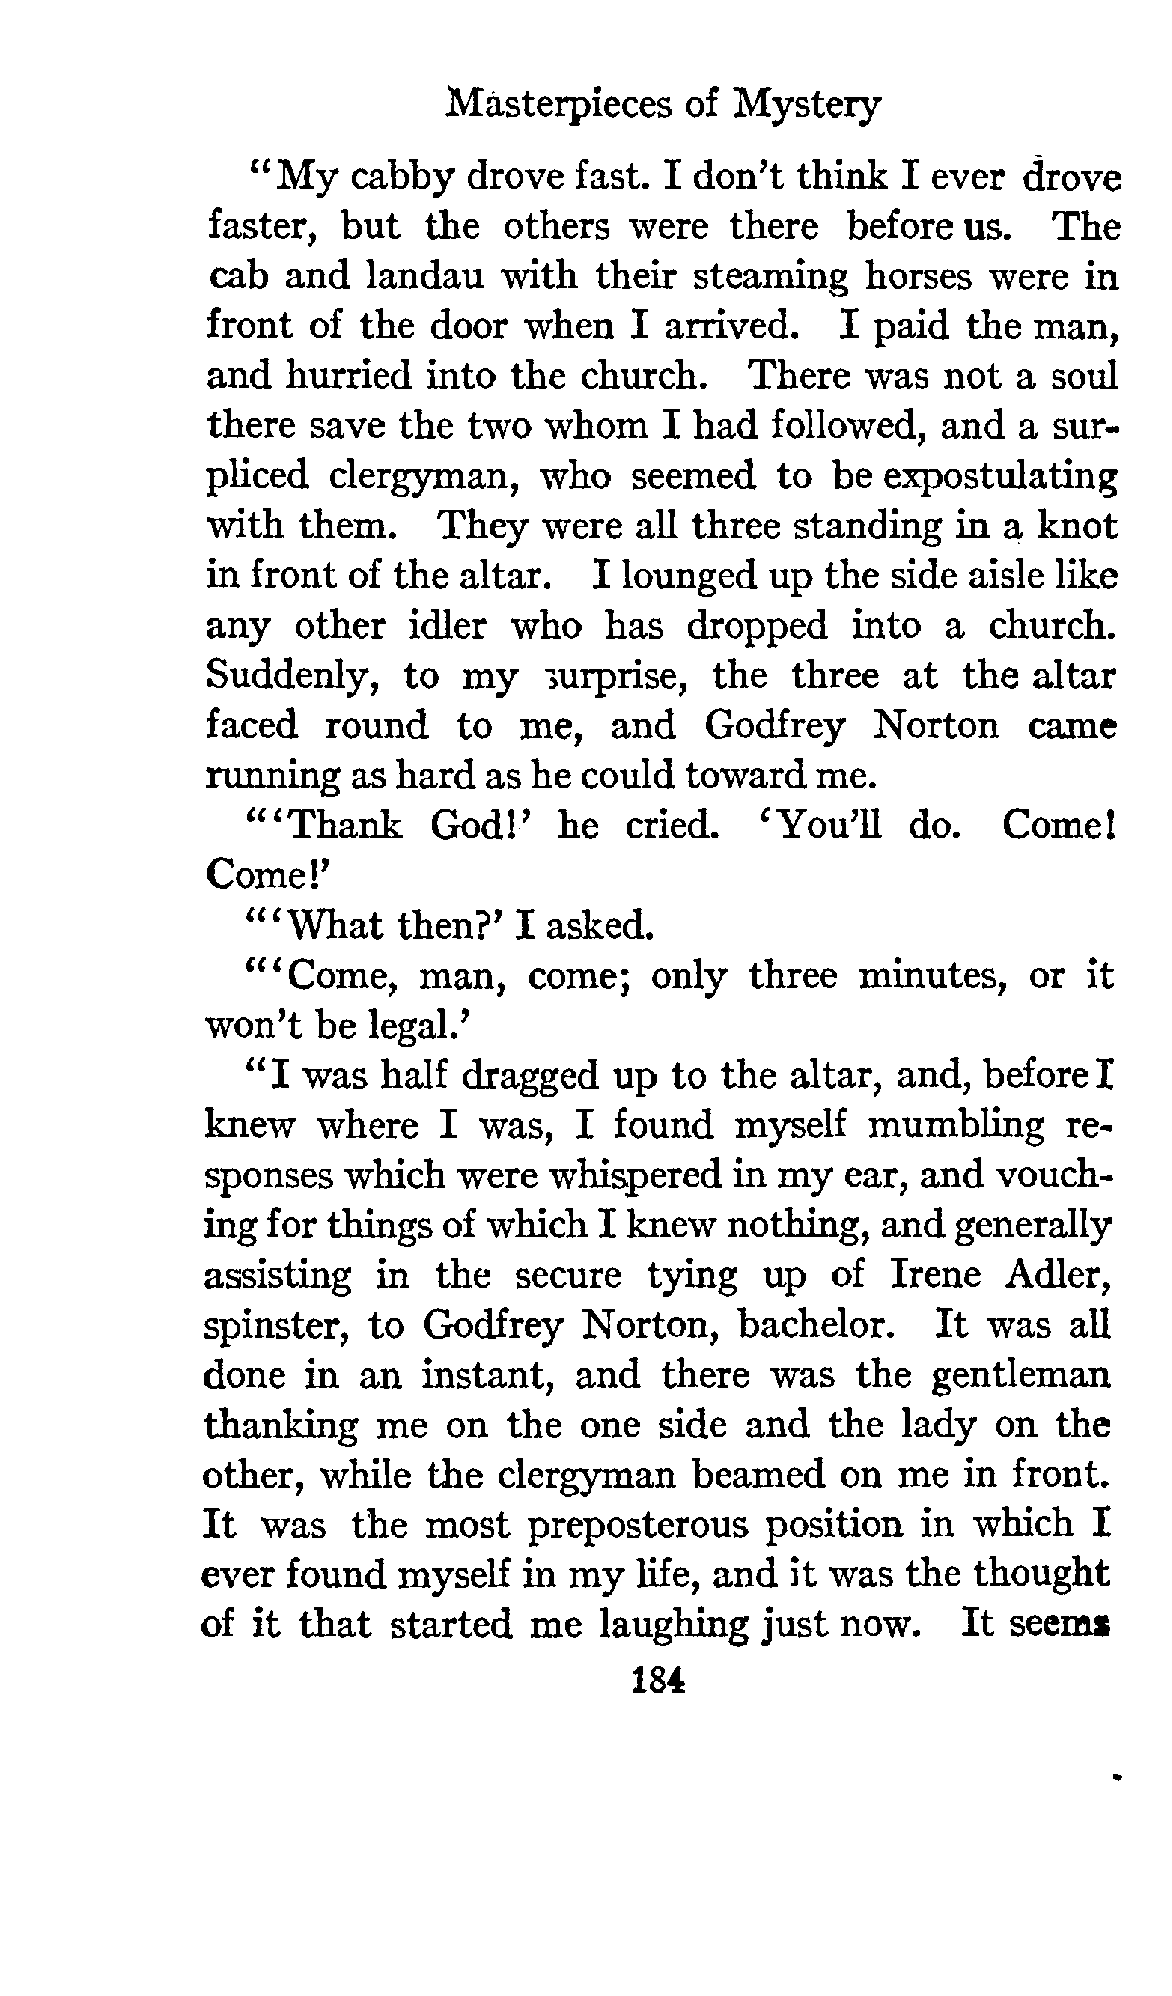 Masterpieces of Mystery
"My cabby drove fast. I don't think I ever drove
faster, but the others were there before us. The
cab and landau with their steaming horses were in
front of the door when I arrived. I paid the man,
and hurried into the church. There was not a soul
there save the two whom I had followed, and a sur-
pliced clergyman, who seemed to be expostulating
with them. They were all three standing in a knot
in front of the altar. I lounged up the side aisle like
any other idler who has dropped into a church.
Suddenly, to my surprise, the three at the altar
faced round to me, and Godfrey Norton came
running as hard as he could toward me.
"'Thank God!' he cried. 'You'll do. Come!
Come!'
"'What then?' I asked.
"'Come, man, come; only three minutes, or it
won't be legal.'
"I was half dragged up to the altar, and, before I
knew where I was, I found myself mumbling re-
sponses which were whispered in my ear, and vouch-
ing for things of which I knew nothing, and generally
assisting in the secure tying up of Irene Adler,
spinster, to Godfrey Norton, bachelor. It was all
done in an instant, and there was the gentleman
thanking me on the one side and the lady on the
other, while the clergyman beamed on me in front.
It was the most preposterous position in which I
ever found myself in my life, and it was the thought
of it that started me laughing just now. It seems
184